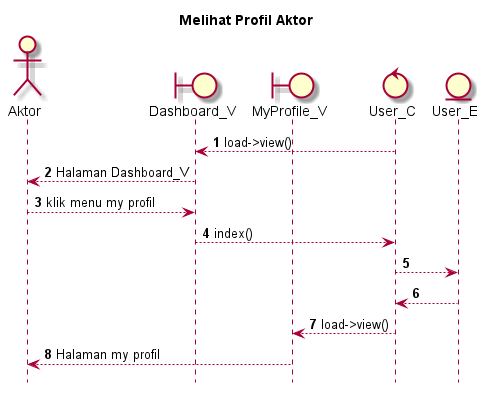 Melihat Profil Aktor
Aktor
Dashboard_V
MyProfile_V
User_C
User_E
1 load->view()
2 Halaman Dashboard_V
3 klik menu my profil
4 index()
5
6
7 load->view()
8 Halaman my profil